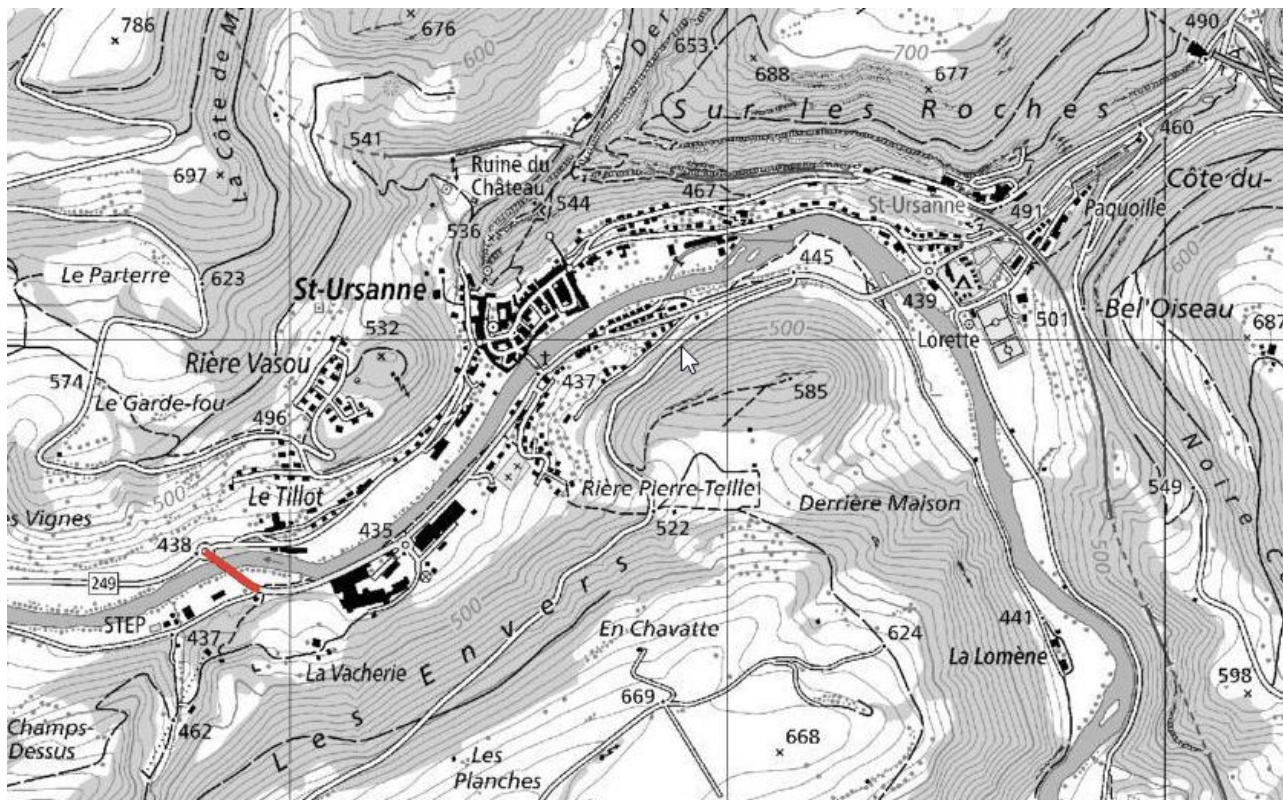 786
676
600
653
688
677
700
490
Sur les Roches
460
541
Ruine du
Château
544
536
697
La Côte de M
467
St-Ursanne
491
Paquoille
Côte du-
600
Le Parterre
623
St-Ursanne
445
439
501
-Bel'Oiseau
687
Lorette
532
500
Rière Vasou
437
585
574
Le Garde-fou
496
500
Le Tillot
s Vignes
438
435
Rière Pierre-Teille
522
Derrière Maison
549
Noire
500
249
500
STEP
437
La Vacherie
Les Envers
En Chavatte
624
441
La Lomène
598
669
462
Champs-
Dessus
Les
Planches
668